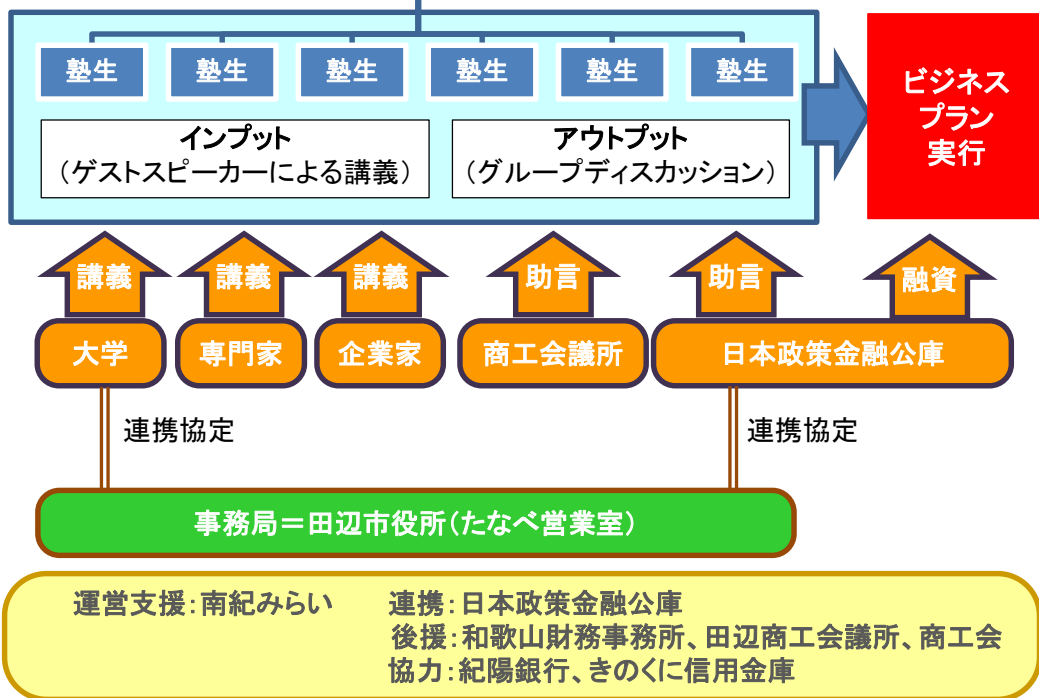 塾生
塾生
塾生
塾生
塾生
塾生
インプット
（ゲストスピーカーによる講義）
アウトプット
（グループディスカッション）
ビジネス
プラン
実行
講義
講義
講義
助言
助言
融資
大学
専門家
企業家
商工会議所
日本政策金融公庫
連携協定
連携協定
事務局＝田辺市役所（たなべ営業室）
運営支援：南紀みらい　連携：日本政策金融公庫
後援：和歌山財務事務所、田辺商工会議所、商工会
協力：紀陽銀行、きのくに信用金庫